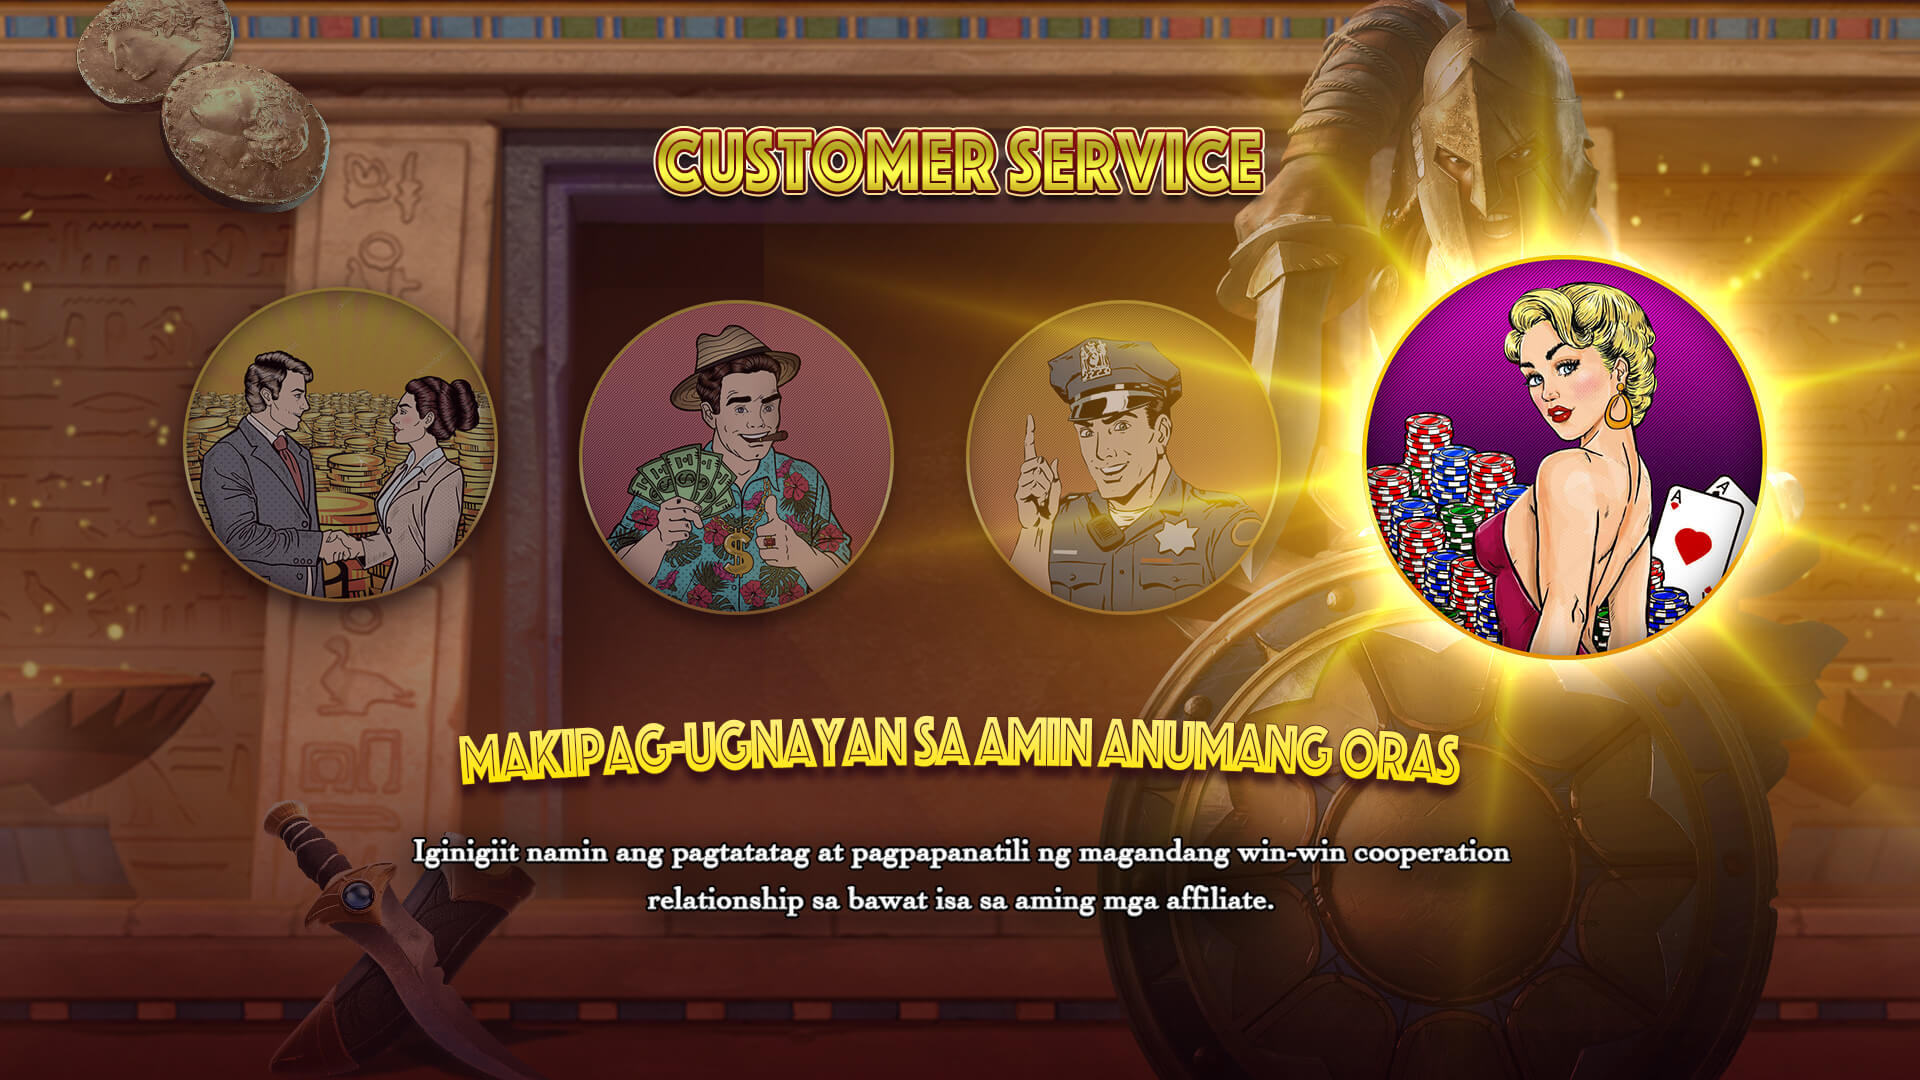 CUSTOMER SERVICE
A
A
$
MAKIPAG-UGNAYAN SA AMIN ANUMANG ORAS
Iginigiit namin ang pagtatatag at pagpapanatili ng magandang win-win cooperation
relationship sa bawat isa sa aming mga affiliate.